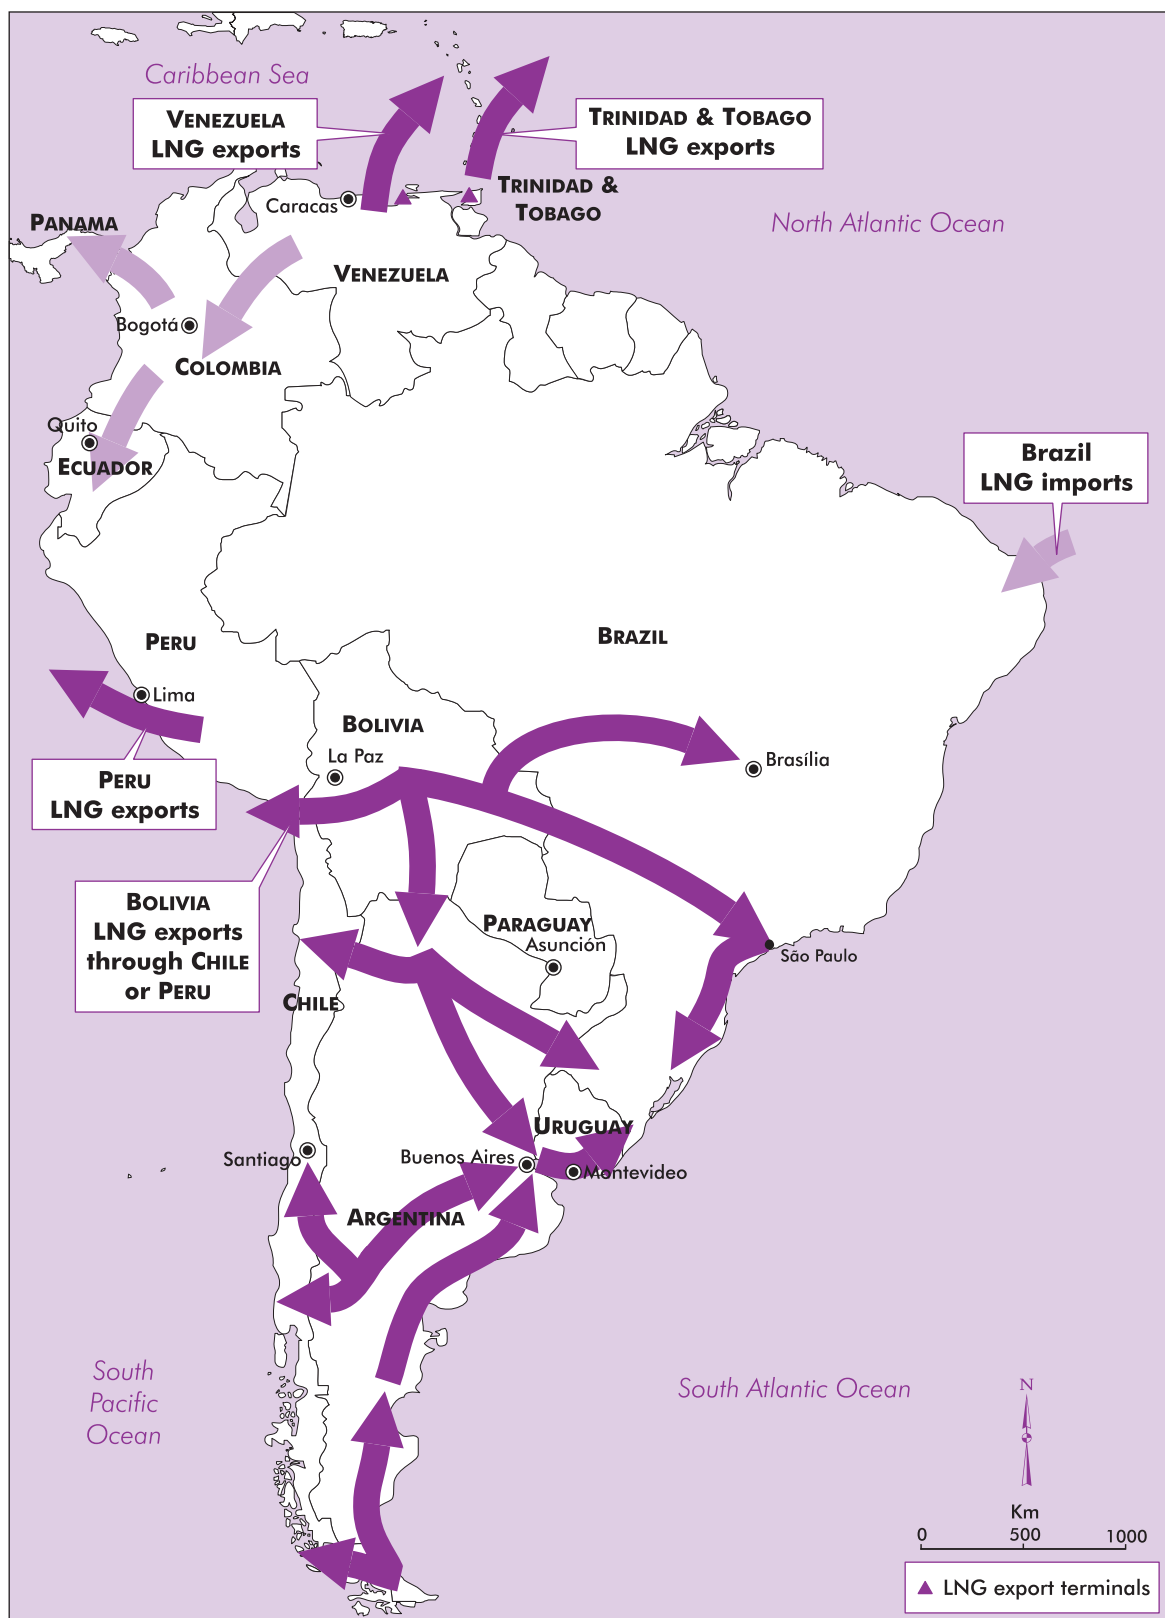 Caribbean Sea
VENEZUELA
LNG exports
TRINIDAD & TOBAGO
LNG exports
TRINIDAD &
TOBAGO
Caracas
PANAMA
North Atlantic Ocean
VENEZUELA
Bogotá
COLOMBIA
Quito
ECUADOR
Brazil
LNG imports
PERU
BRAZIL
Lima
BOLIVIA
La Paz
Brasília
PERU
LNG exports
BOLIVIA
LNG exports
through CHILE
or PERU
PARAGUAY
Asunción
São Paulo
CHILE
URUGUAY
Santiago
Buenos Aires
Montevideo
ARGENTINA
South
Pacific
Ocean
South Atlantic Ocean
N
Km
0 500 1000
LNG export terminals